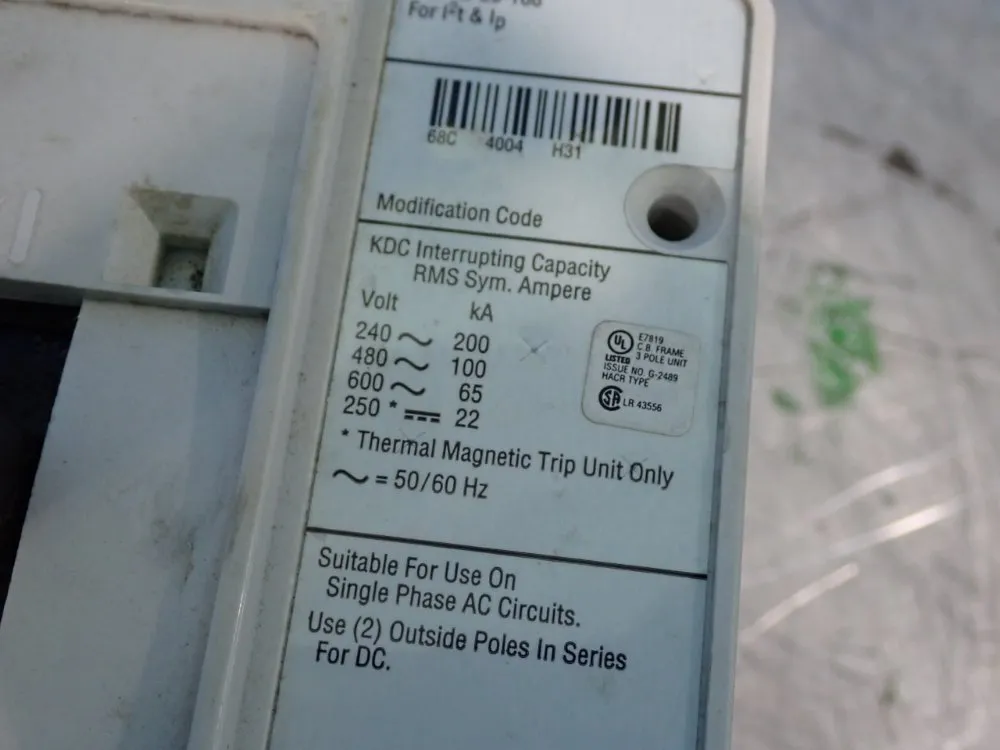 For I²t & Ip
68C 4004 H31
Modification Code
KDC Interrupting Capacity
RMS Sym. Ampere
Volt kA
240 ~ 200
480 ~ 100
600 ~ 65
250 * ⎓ 22
* Thermal Magnetic Trip Unit Only
~ = 50/60 Hz
UL
LISTED
E7819
C.B. FRAME
3 POLE UNIT
ISSUE NO. G-2489
HACR TYPE
SA LR 43556
Suitable For Use On
Single Phase AC Circuits.
Use (2) Outside Poles In Series
For DC.